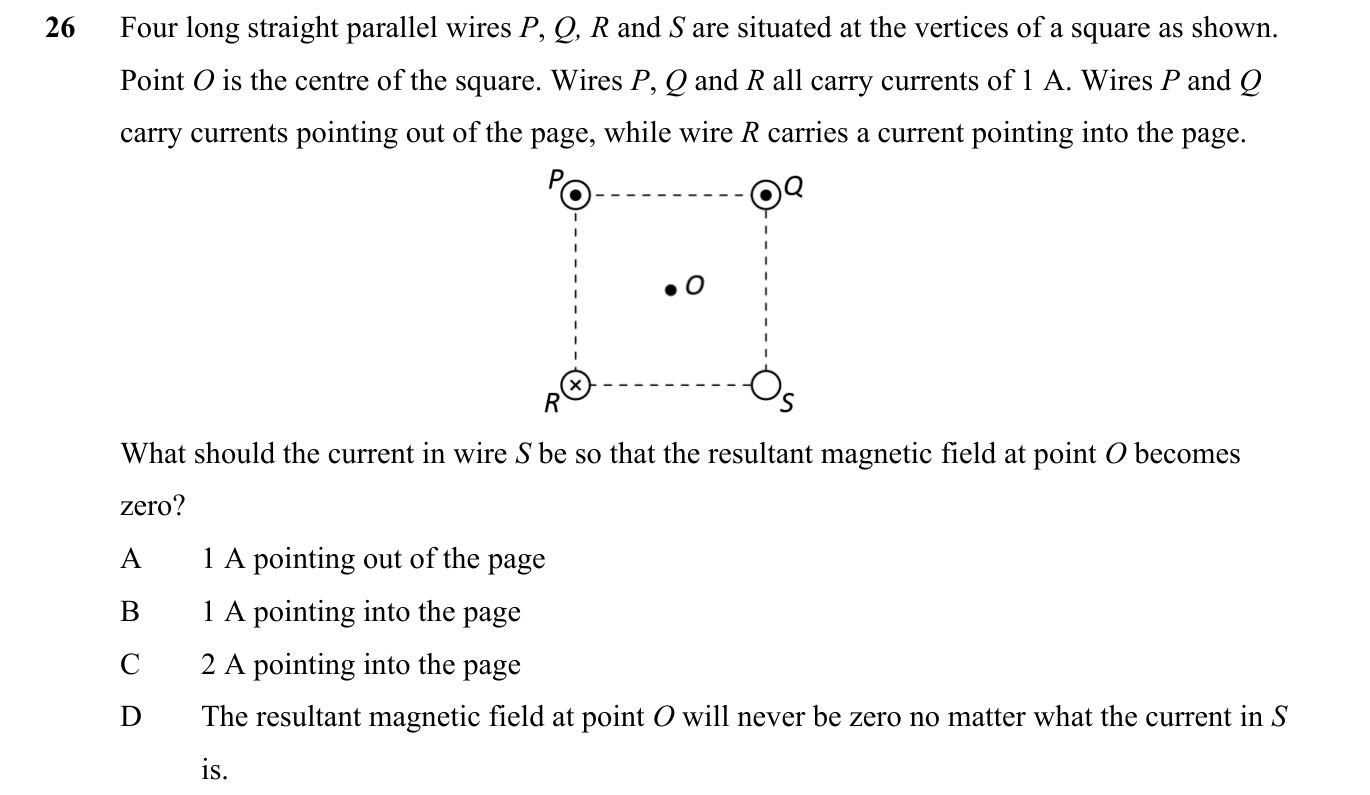 26 Four long straight parallel wires P, Q, R and S are situated at the vertices of a square as shown.
Point O is the centre of the square. Wires P, Q and R all carry currents of 1 A. Wires P and Q
carry currents pointing out of the page, while wire R carries a current pointing into the page.
P Q
O
R S
What should the current in wire S be so that the resultant magnetic field at point O becomes
zero?
A 1 A pointing out of the page
B 1 A pointing into the page
C 2 A pointing into the page
D The resultant magnetic field at point O will never be zero no matter what the current in S
is.